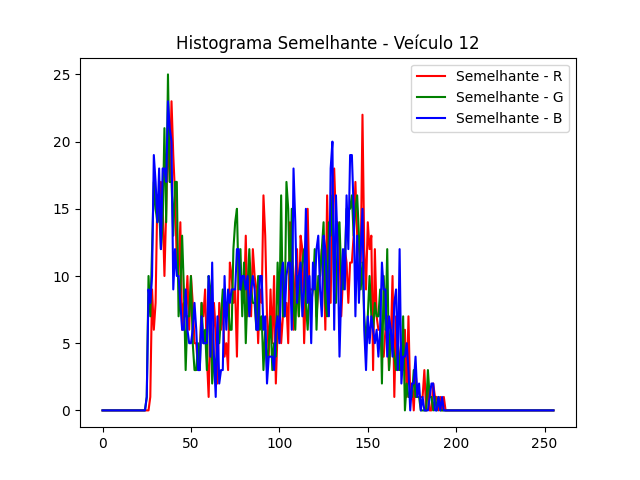 Histograma Semelhante - Veículo 12
Semelhante - R
Semelhante - G
Semelhante - B
25
20
15
10
5
0
0 50 100 150 200 250